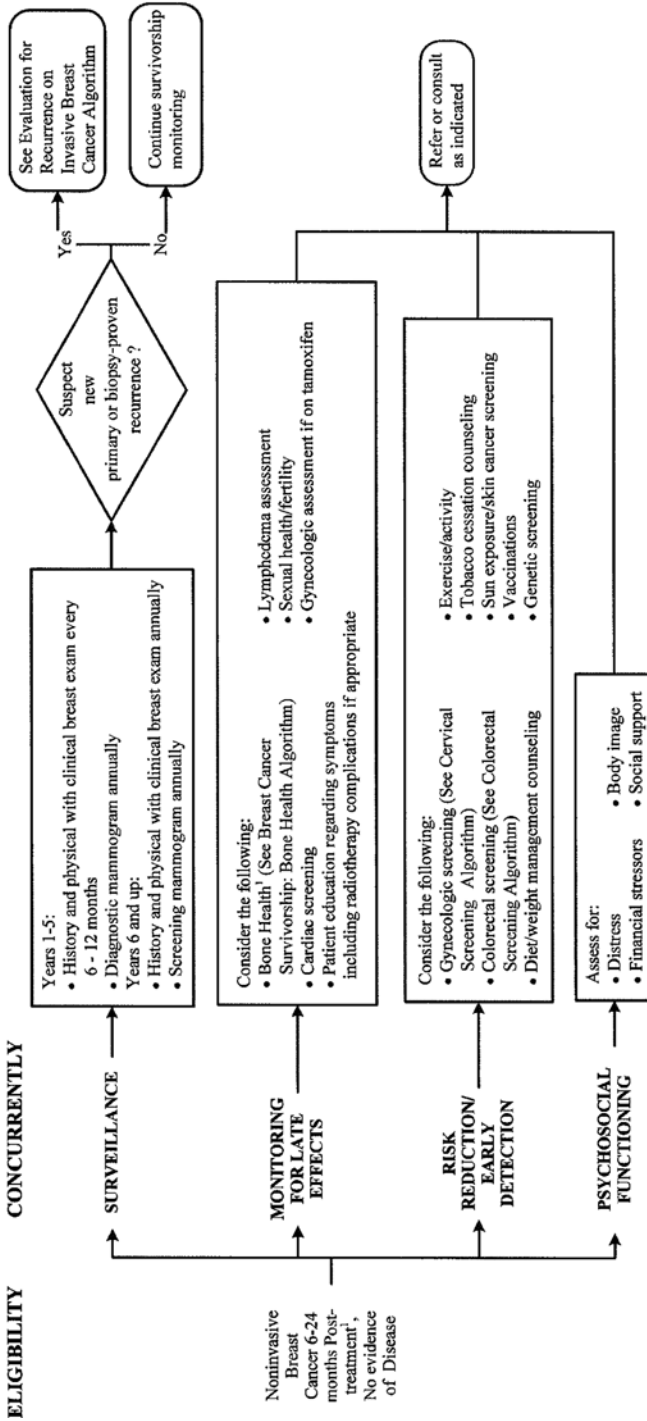 ELIGIBILITY
CONCURRENTLY
Noninvasive
Breast
Cancer 6-24
months Post-
treatment¹,
No evidence
of Disease
SURVEILLANCE
Years 1-5:
• History and physical with clinical breast exam every
6 - 12 months
• Diagnostic mammogram annually
Years 6 and up:
• History and physical with clinical breast exam annually
• Screening mammogram annually
Suspect
new
primary or biopsy-proven
recurrence ?
Yes
See Evaluation for
Recurrence on
Invasive Breast
Cancer Algorithm
No
Continue survivorship
monitoring
MONITORING
FOR LATE
EFFECTS
Consider the following:
• Bone Health¹ (See Breast Cancer
Survivorship: Bone Health Algorithm)
• Cardiac screening
• Patient education regarding symptoms
including radiotherapy complications if appropriate
• Lymphedema assessment
• Sexual health/fertility
• Gynecologic assessment if on tamoxifen
RISK
REDUCTION/
EARLY
DETECTION
Consider the following:
• Gynecologic screening (See Cervical
Screening Algorithm)
• Colorectal screening (See Colorectal
Screening Algorithm)
• Diet/weight management counseling
• Exercise/activity
• Tobacco cessation counseling
• Sun exposure/skin cancer screening
• Vaccinations
• Genetic screening
PSYCHOSOCIAL
FUNCTIONING
Assess for:
• Distress
• Financial stressors
• Body image
• Social support
Refer or consult
as indicated